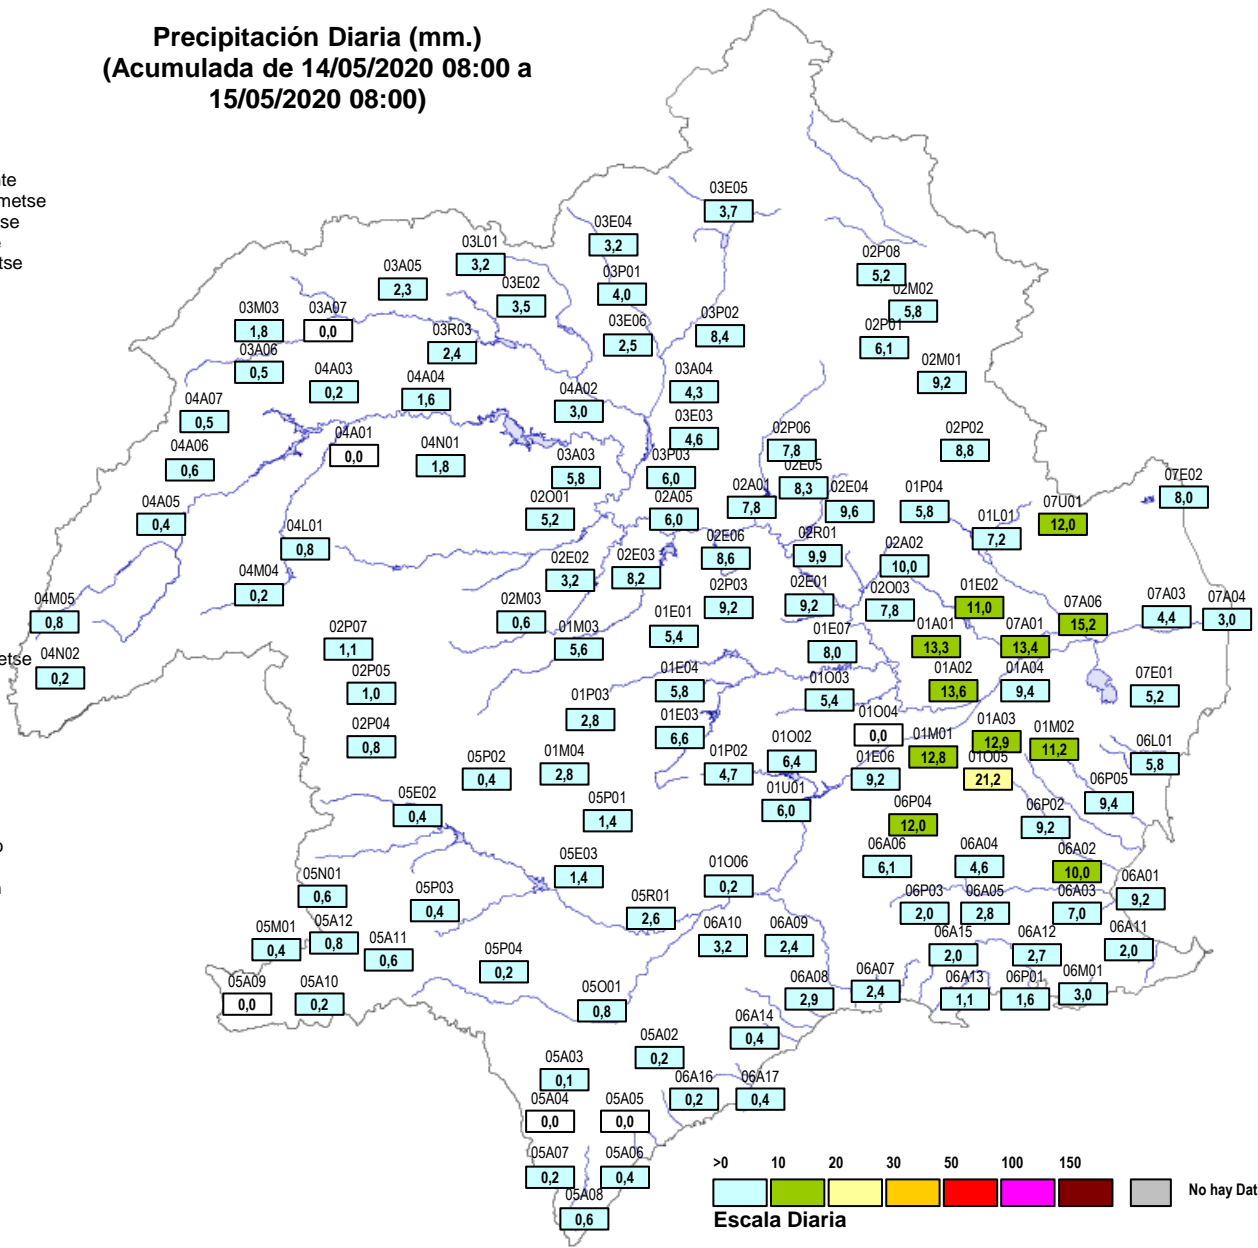 Precipitación Diaria (mm.)
(Acumulada de 14/05/2020 08:00 a
15/05/2020 08:00)
nte
metse
se
e
tse
etse
o
n
03E05
3,7
03E04
3,2
03L01
3,2
02P08
5,2
03A05
2,3
03E02
3,5
03P01
4,0
02M02
5,8
03M03
1,8
03A07
0,0
03P02
8,4
03R03
2,4
03E06
2,5
02P01
6,1
03A06
0,5
04A03
0,2
04A04
1,6
03A04
4,3
02M01
9,2
04A07
0,5
04A02
3,0
03E03
4,6
04A01
0,0
04N01
1,8
02P06
7,8
02P02
8,8
04A06
0,6
03A03
5,8
03P03
6,0
02E05
8,3
07E02
8,0
04A05
0,4
02O01
5,2
02A05
6,0
02A01
7,8
02E04
9,6
01P04
5,8
07U01
12,0
04L01
0,8
01L01
7,2
02E06
8,6
02R01
9,9
02A02
10,0
04M04
0,2
02E02
3,2
02E03
8,2
04M05
0,8
02M03
0,6
02P03
9,2
02E01
9,2
02O03
7,8
01E02
11,0
07A06
15,2
07A03
4,4
07A04
3,0
02P07
1,1
01M03
5,6
01E01
5,4
01E07
8,0
01A01
13,3
07A01
13,4
04N02
0,2
02P05
1,0
01E04
5,8
01O03
5,4
01A02
13,6
01A04
9,4
07E01
5,2
01P03
2,8
02P04
0,8
01E03
6,6
01O04
0,0
01M01
12,8
01A03
12,9
01M02
11,2
05P02
0,4
01M04
2,8
01P02
4,7
01O02
6,4
01E06
9,2
01O05
21,2
06L01
5,8
05E02
0,4
05P01
1,4
01U01
6,0
06P04
12,0
06P02
9,2
06P05
9,4
05E03
1,4
01O06
0,2
06A06
6,1
06A04
4,6
06A02
10,0
05N01
0,6
05P03
0,4
05R01
2,6
06P03
2,0
06A05
2,8
06A03
7,0
06A01
9,2
05M01
0,4
05A12
0,8
05A11
0,6
06A10
3,2
06A09
2,4
06A15
2,0
06A12
2,7
06A11
2,0
05P04
0,2
05A09
0,0
05A10
0,2
05O01
0,8
06A08
2,9
06A07
2,4
06A13
1,1
06P01
1,6
06M01
3,0
06A14
0,4
05A02
0,2
05A03
0,1
06A16
0,2
06A17
0,4
05A04
0,0
05A05
0,0
05A07
0,2
05A06
0,4
05A08
0,6
>0 10 20 30 50 100 150
No hay Dat
Escala Diaria